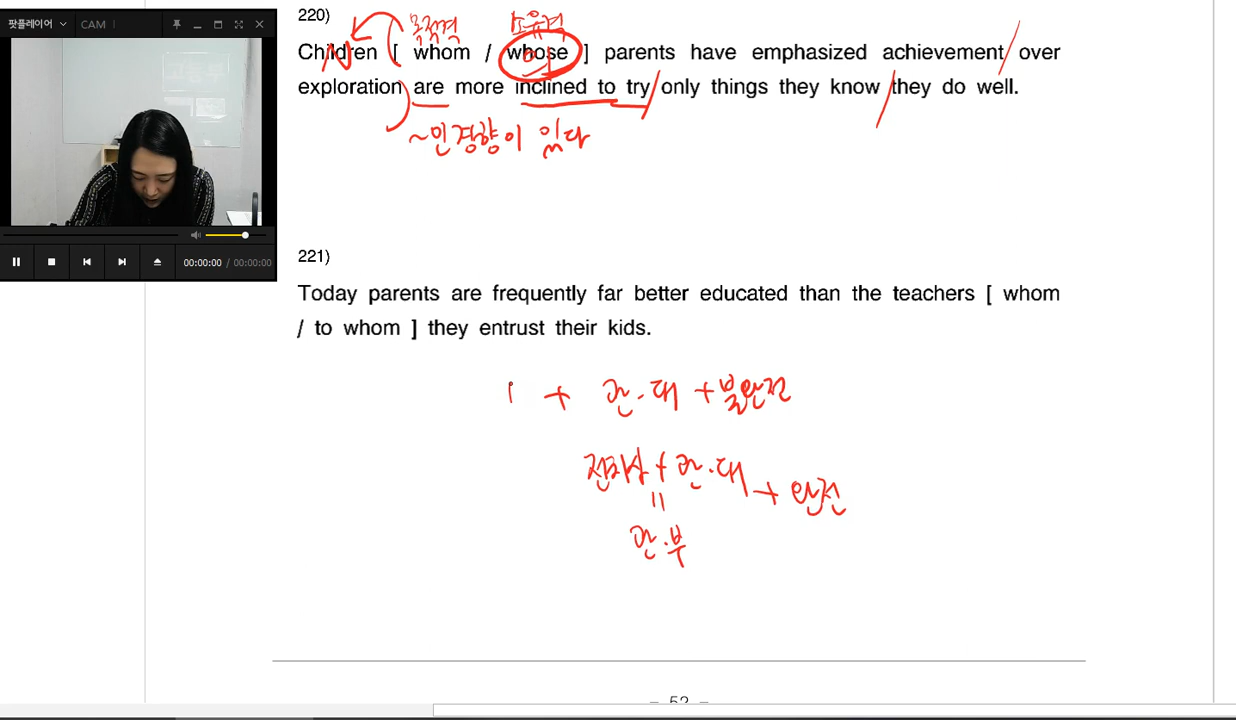 팟플레이어 CAM
00:00:00 / 00:00:00
220)
목적격 소유격
Children [ whom / whose ] parents have emphasized achievement over
N 의
exploration are more inclined to try only things they know they do well.
~인 경향이 있다
221)
Today parents are frequently far better educated than the teachers [ whom
/ to whom ] they entrust their kids.
+ 관·대 + 불완전
전치사 + 관·대 + 완전
=
관·부
- 52 -